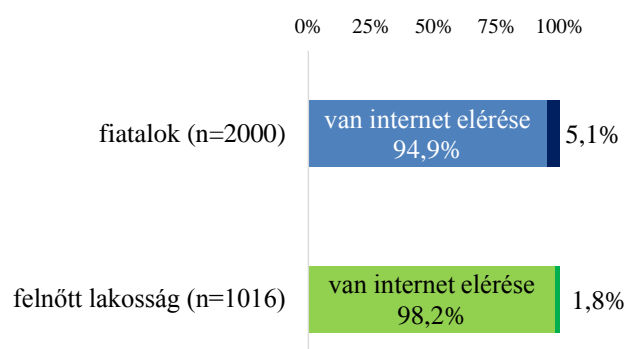 0% 25% 50% 75% 100%
fiatalok (n=2000)
van internet elérése
94,9%
5,1%
felnőtt lakosság (n=1016)
van internet elérése
98,2%
1,8%